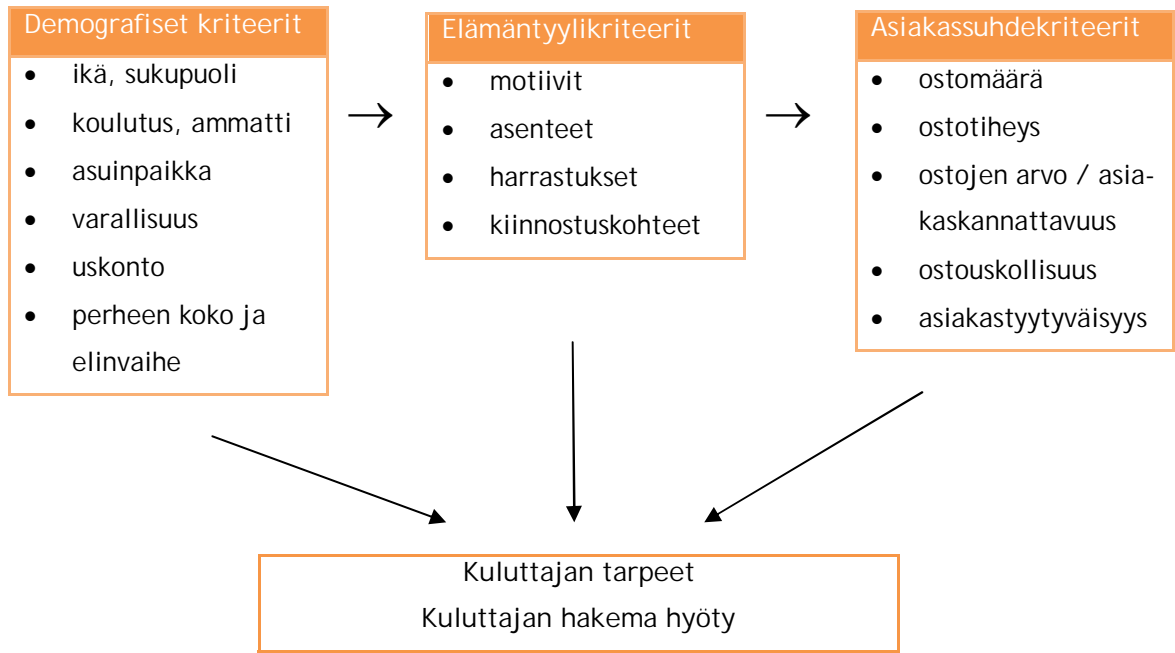 Demografiset kriteerit
• ikä, sukupuoli
• koulutus, ammatti
• asuinpaikka
• varallisuus
• uskonto
• perheen koko ja
elinvaihe
Elämäntyylikriteerit
• motiivit
• asenteet
• harrastukset
• kiinnostuskohteet
Asiakassuhdekriteerit
• ostomäärä
• ostotiheys
• ostojen arvo / asia-
kaskannattavuus
• ostouskollisuus
• asiakastyytyväisyys
Kuluttajan tarpeet
Kuluttajan hakema hyöty